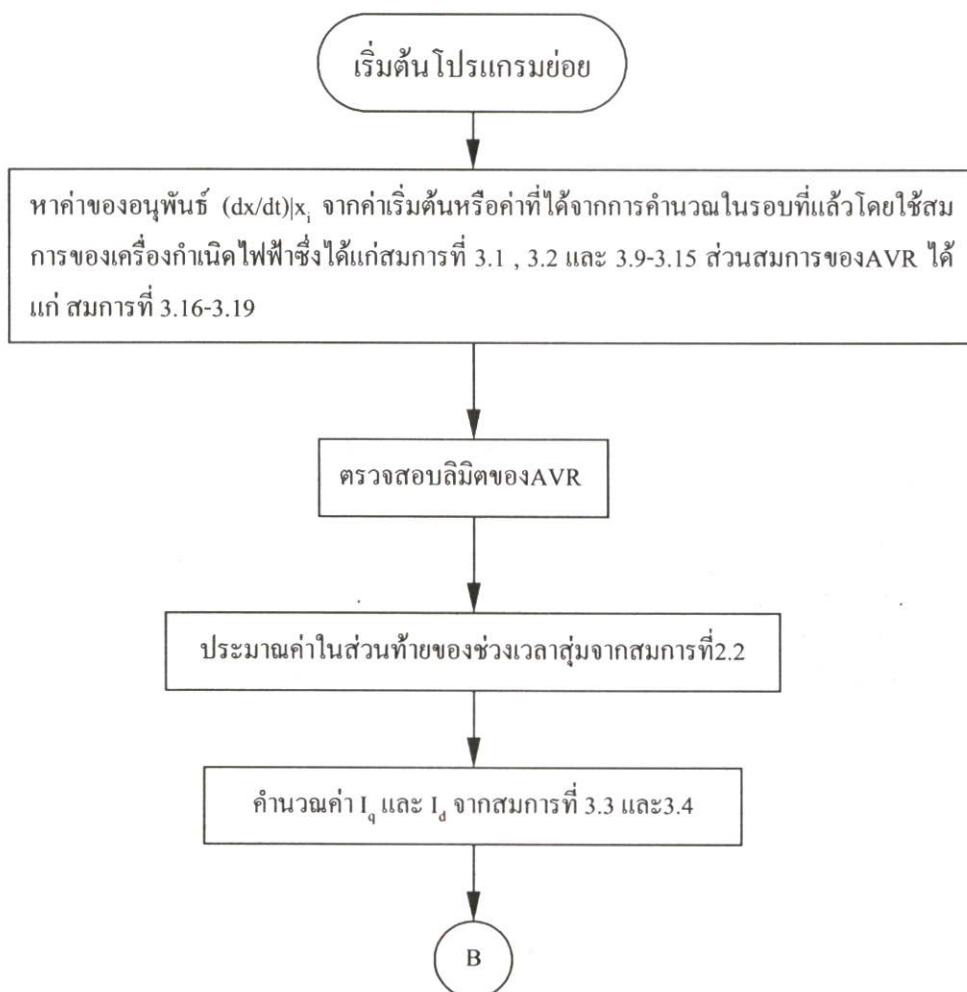 เริ่มต้นโปรแกรมย่อย
หาค่าของอนุพันธ์ (dx/dt)|x_i จากค่าเริ่มต้นหรือค่าที่ได้จากการคำนวณในรอบที่แล้วโดยใช้สม
การของเครื่องกำเนิดไฟฟ้าซึ่งได้แก่สมการที่ 3.1 , 3.2 และ 3.9-3.15 ส่วนสมการของAVR ได้
แก่ สมการที่ 3.16-3.19
ตรวจสอบลิมิตของAVR
ประมาณค่าในส่วนท้ายของช่วงเวลาสุ่มจากสมการที่2.2
คำนวณค่า I_q และ I_d จากสมการที่ 3.3 และ3.4
B